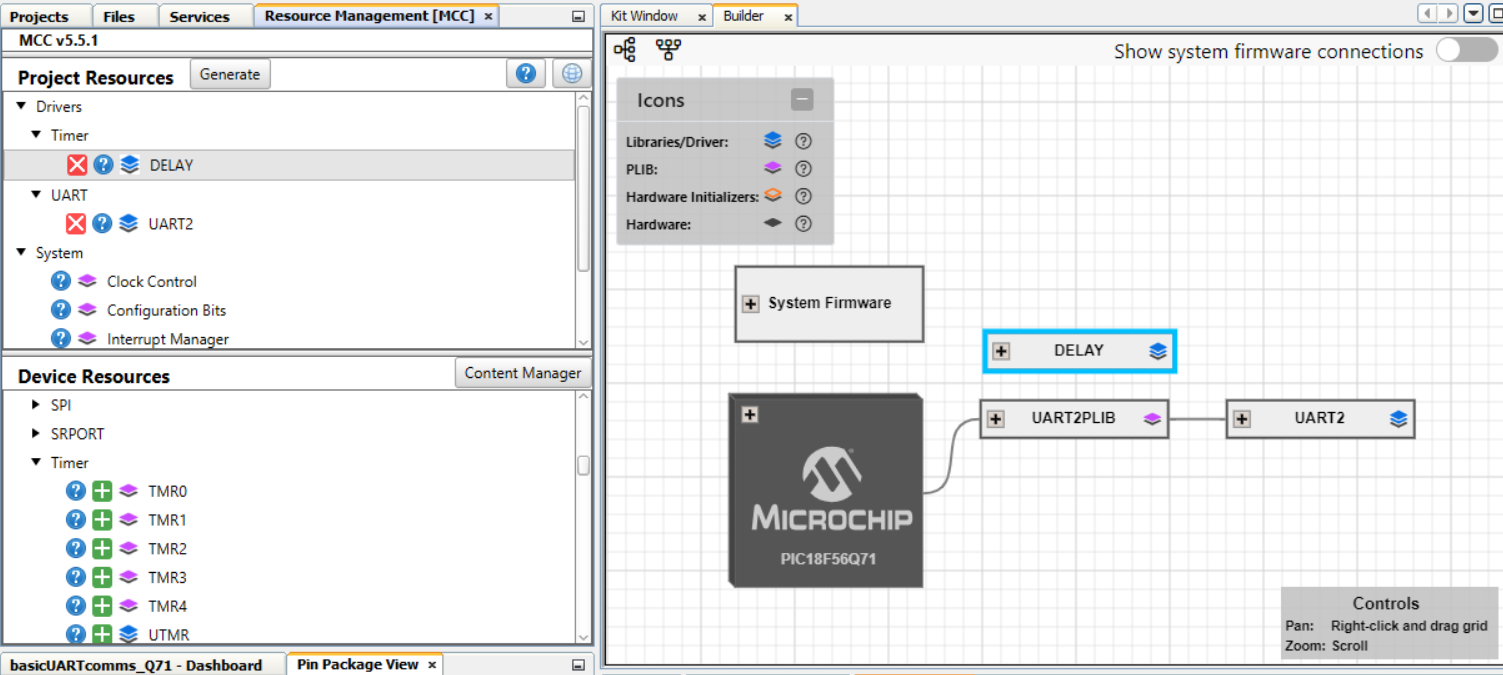 Projects Files Services Resource Management [MCC] ×
MCC v5.5.1
Project Resources Generate
Drivers
Timer
DELAY
UART
UART2
System
Clock Control
Configuration Bits
Interrupt Manager
Device Resources Content Manager
SPI
SRPORT
Timer
TMR0
TMR1
TMR2
TMR3
TMR4
UTMR
basicUARTcomms_Q71 - Dashboard Pin Package View ×
Kit Window × Builder ×
Show system firmware connections
Icons
Libraries/Driver:
PLIB:
Hardware Initializers:
Hardware:
System Firmware
DELAY
UART2PLIB UART2
MICROCHIP
PIC18F56Q71
Controls
Pan: Right-click and drag grid
Zoom: Scroll